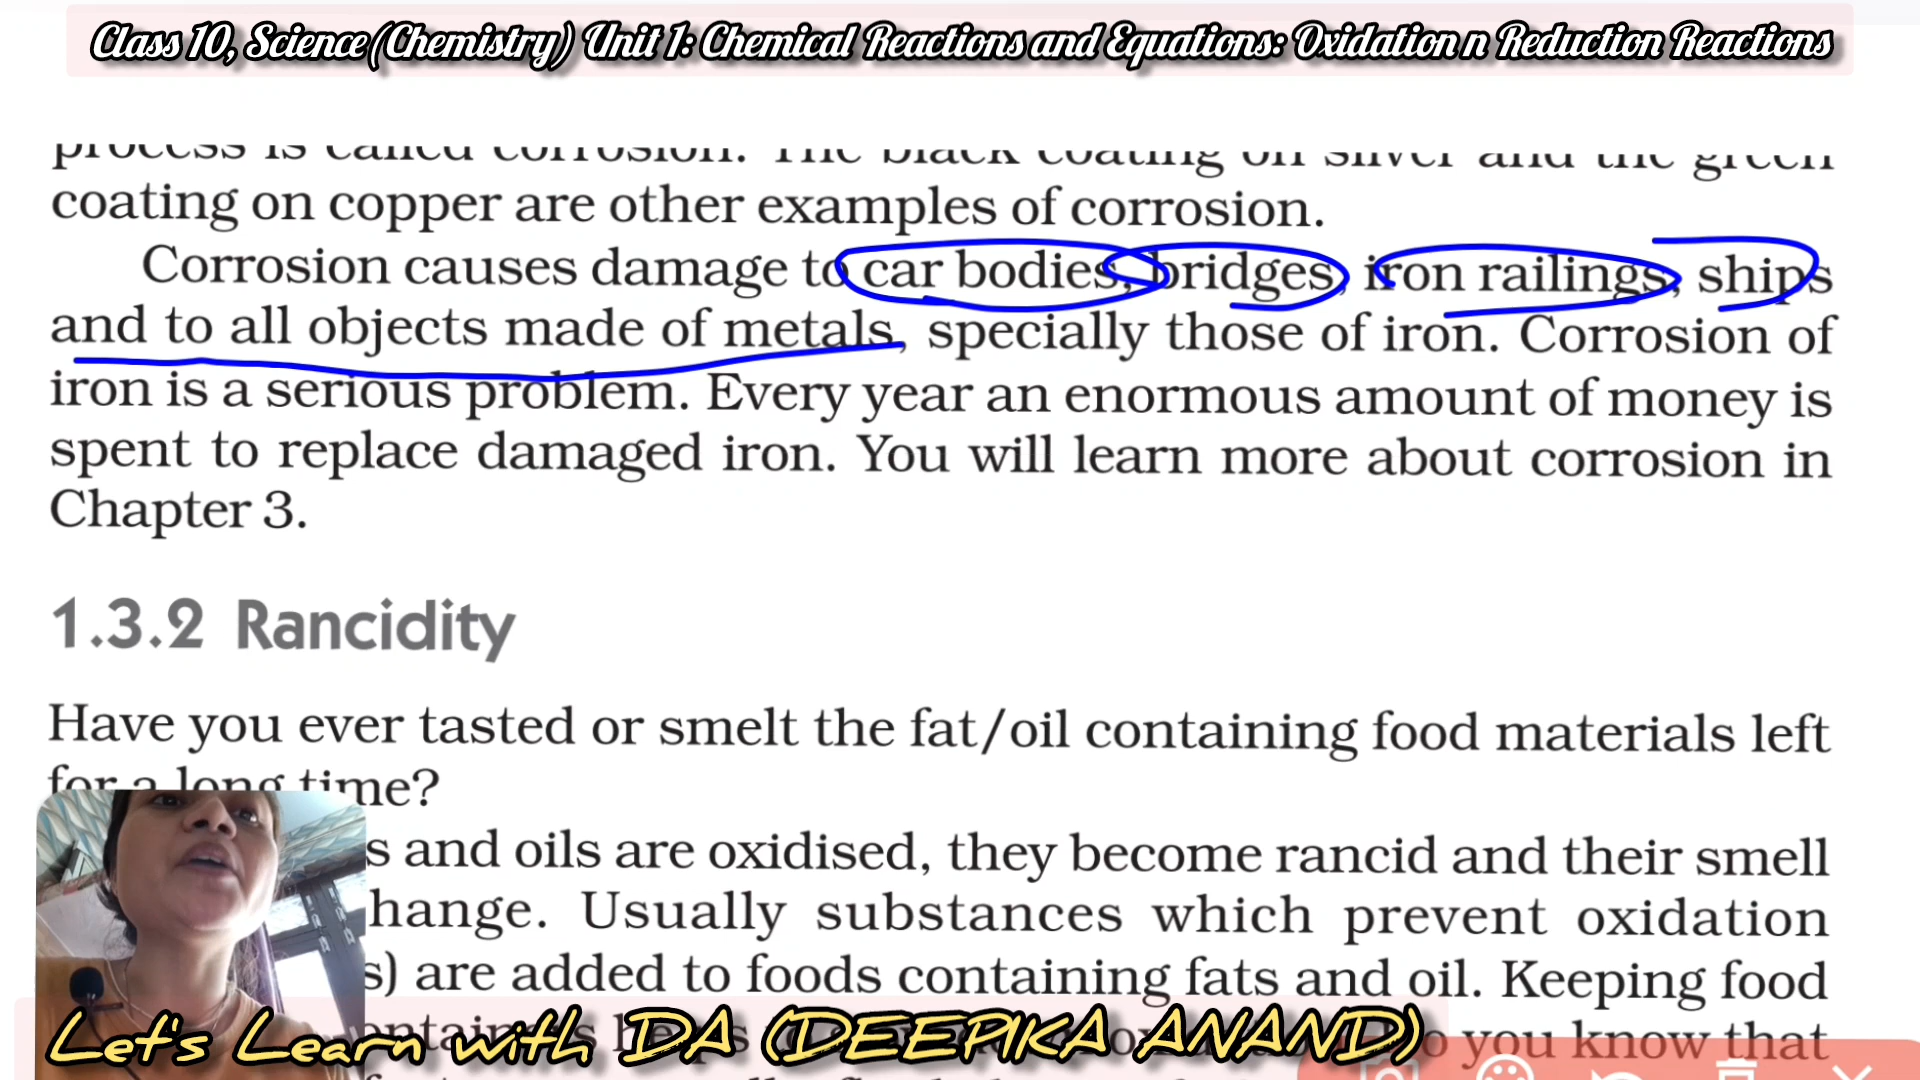 Class 10, Science (Chemistry) Unit 1: Chemical Reactions and Equations: Oxidation n Reduction Reactions
process is called corrosion. The black coating on silver and the green
coating on copper are other examples of corrosion.
Corrosion causes damage to car bodies, bridges, iron railings, ships
and to all objects made of metals, specially those of iron. Corrosion of
iron is a serious problem. Every year an enormous amount of money is
spent to replace damaged iron. You will learn more about corrosion in
Chapter 3.
1.3.2 Rancidity
Have you ever tasted or smelt the fat/oil containing food materials left
for a long time?
s and oils are oxidised, they become rancid and their smell
hange. Usually substances which prevent oxidation
s) are added to foods containing fats and oil. Keeping food
you know that
Let's Learn with DA (DEEPIKA ANAND)